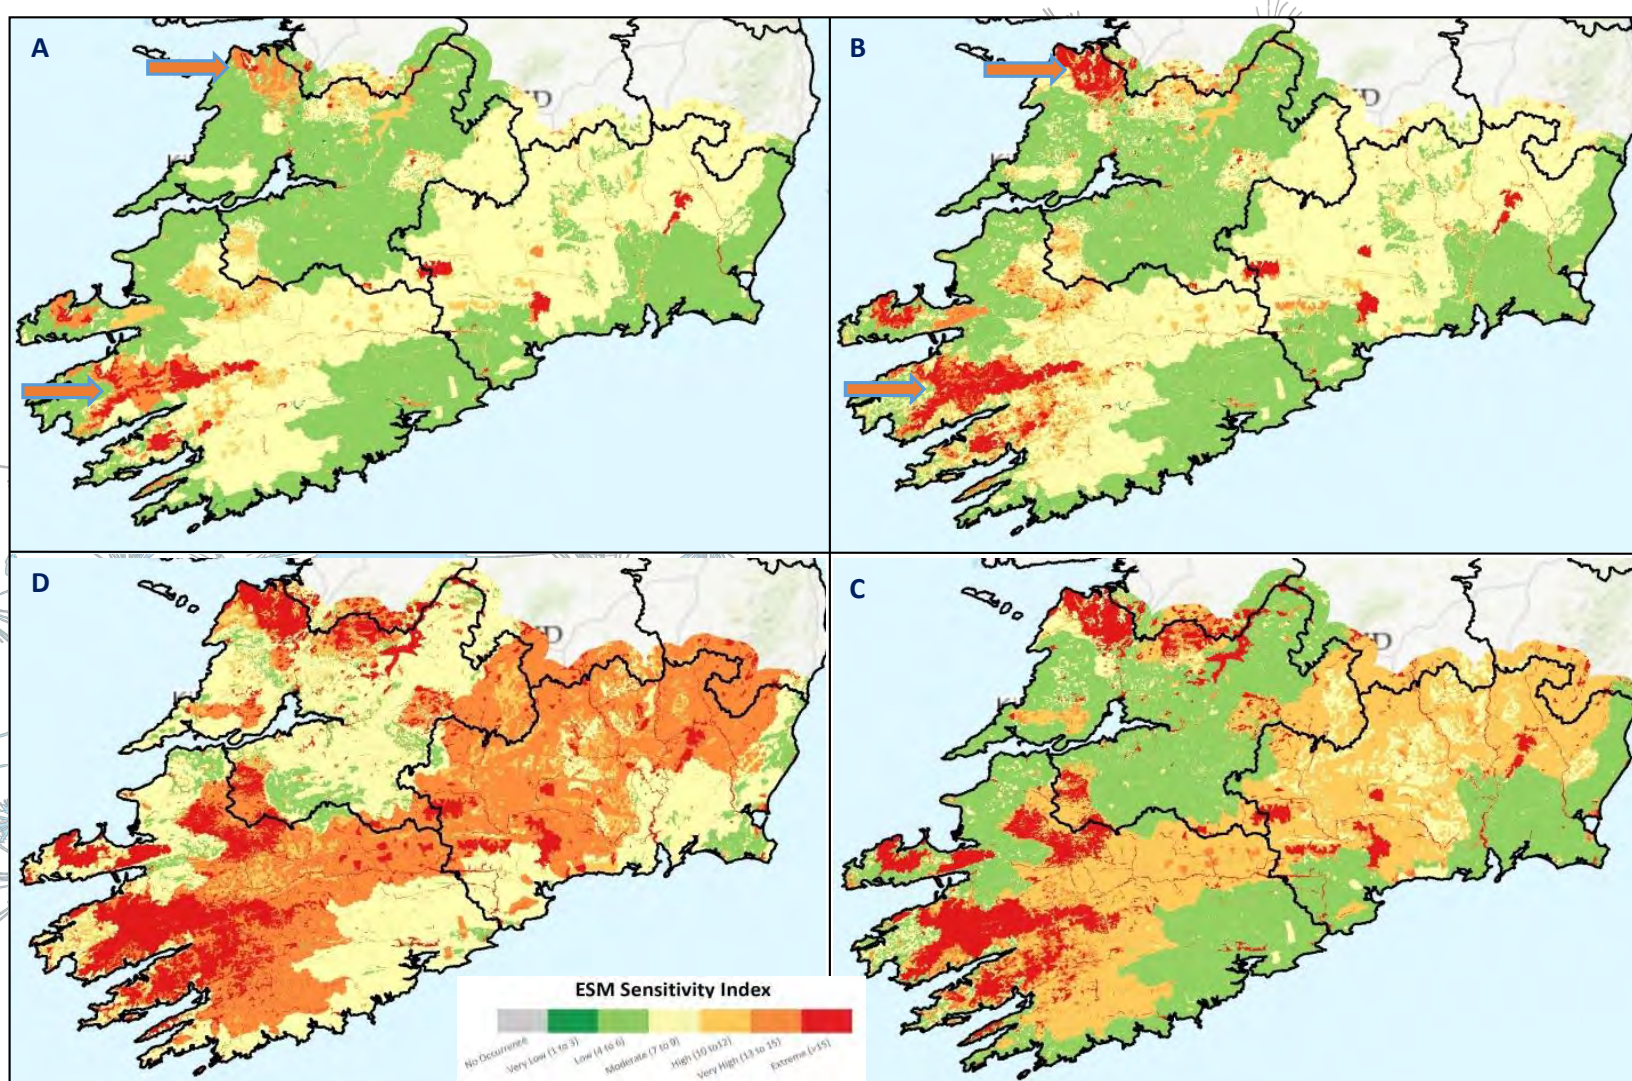 A
B
D
C
ESM Sensitivity Index
No Occurrence
Very Low (1 to 3)
Low (4 to 6)
Moderate (7 to 9)
High (10 to12)
Very High (13 to 15)
Extreme (>15)